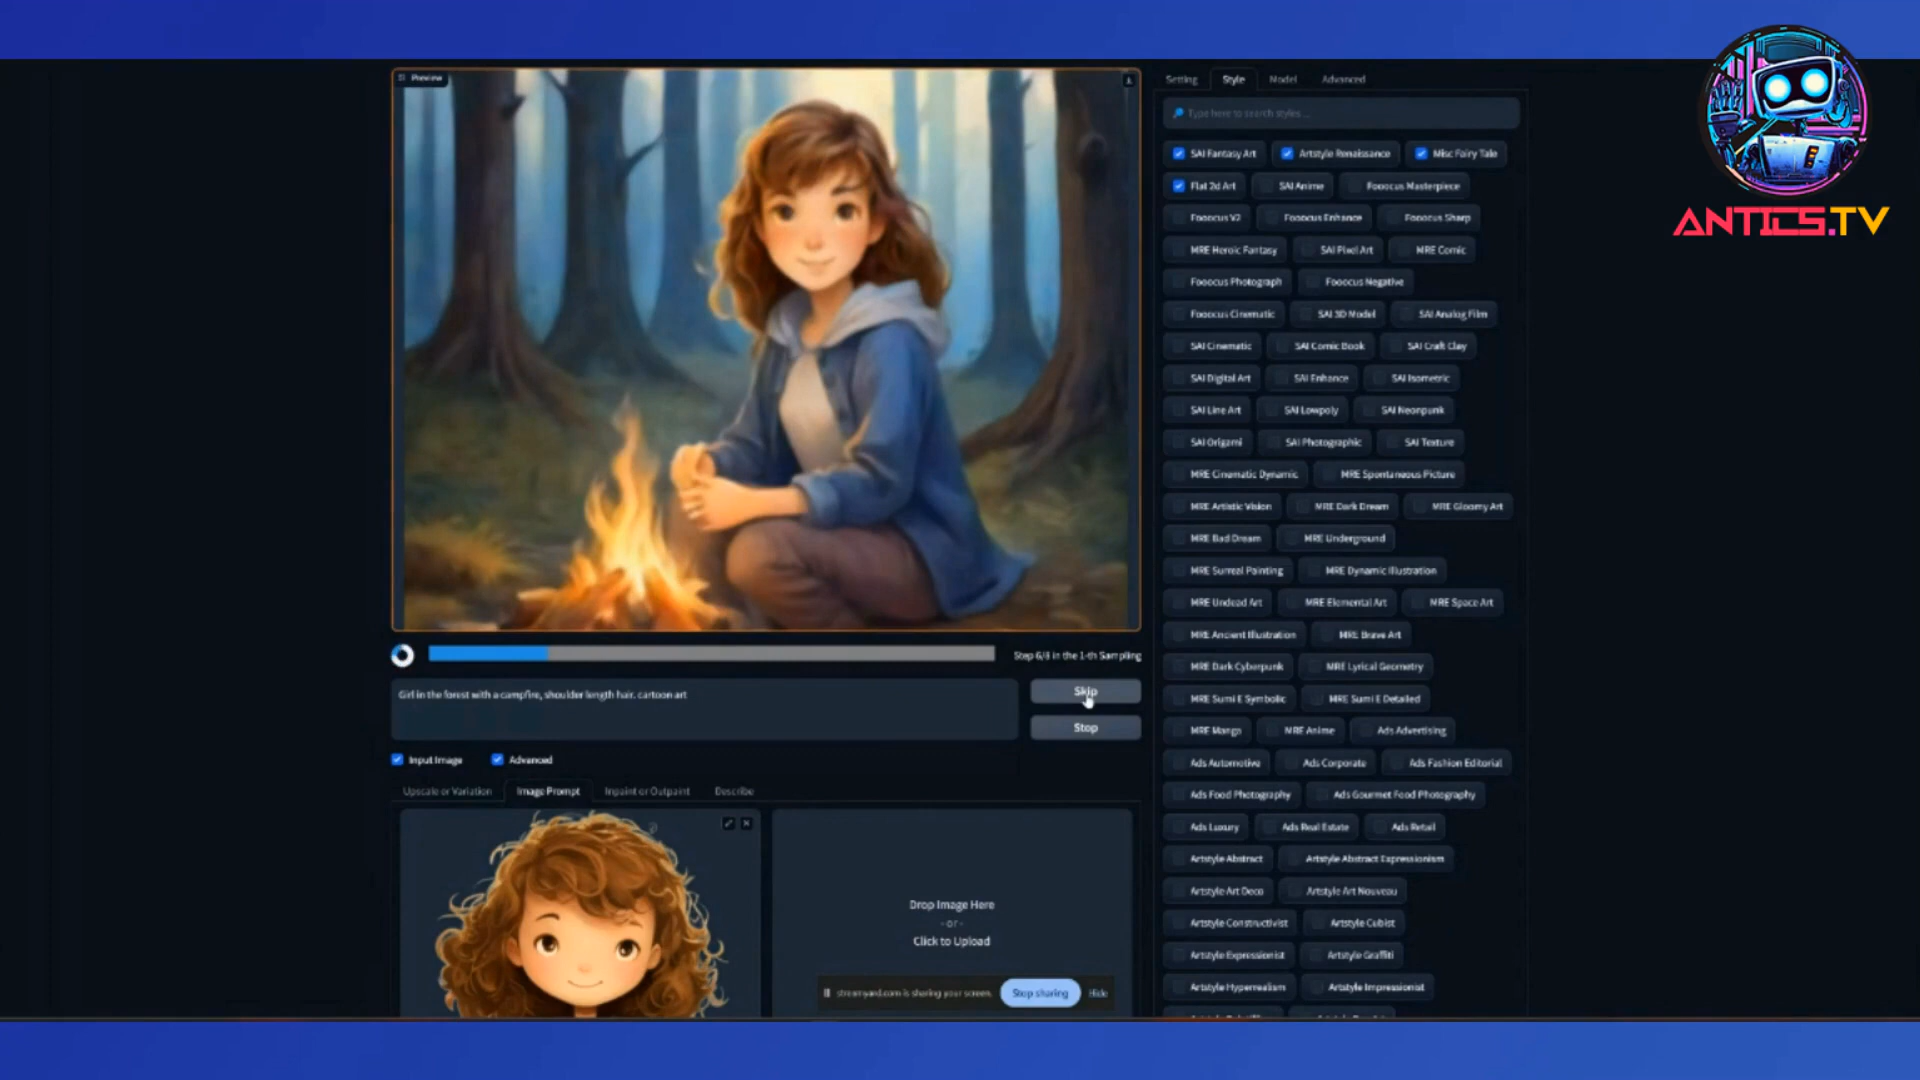 Preview
Setting Style Model Advanced
Type here to search styles ...
SAI Fantasy Art Artstyle Renaissance Misc Fairy Tale
Flat 2d Art SAI Anime Fooocus Masterpiece
Fooocus V2 Fooocus Enhance Fooocus Sharp
MRE Heroic Fantasy SAI Pixel Art MRE Comic
Fooocus Photograph Fooocus Negative
Fooocus Cinematic SAI 3D Model SAI Analog Film
SAI Cinematic SAI Comic Book SAI Craft Clay
SAI Digital Art SAI Enhance SAI Isometric
SAI Line Art SAI Lowpoly SAI Neonpunk
SAI Origami SAI Photographic SAI Texture
MRE Cinematic Dynamic MRE Spontaneous Picture
MRE Artistic Vision MRE Dark Dream MRE Gloomy Art
MRE Bad Dream MRE Underground
MRE Surreal Painting MRE Dynamic Illustration
MRE Undead Art MRE Elemental Art MRE Space Art
MRE Ancient Illustration MRE Brave Art
MRE Dark Cyberpunk MRE Lyrical Geometry
MRE Sumi E Symbolic MRE Sumi E Detailed
MRE Manga MRE Anime Ads Advertising
Ads Automotive Ads Corporate Ads Fashion Editorial
Ads Food Photography Ads Gourmet Food Photography
Ads Luxury Ads Real Estate Ads Retail
Artstyle Abstract Artstyle Abstract Expressionism
Artstyle Art Deco Artstyle Art Nouveau
Artstyle Constructivist Artstyle Cubist
Artstyle Expressionist Artstyle Graffiti
Artstyle Hyperrealism Artstyle Impressionist
Step 6/8 in the 1-th Sampling
Girl in the forest with a campfire, shoulder length hair. cartoon art
Skip
Stop
Input Image Advanced
Upscale or Variation Image Prompt Inpaint or Outpaint Describe
Drop Image Here
- or -
Click to Upload
streamyard.com is sharing your screen. Stop sharing Hide
ANTICS.TV